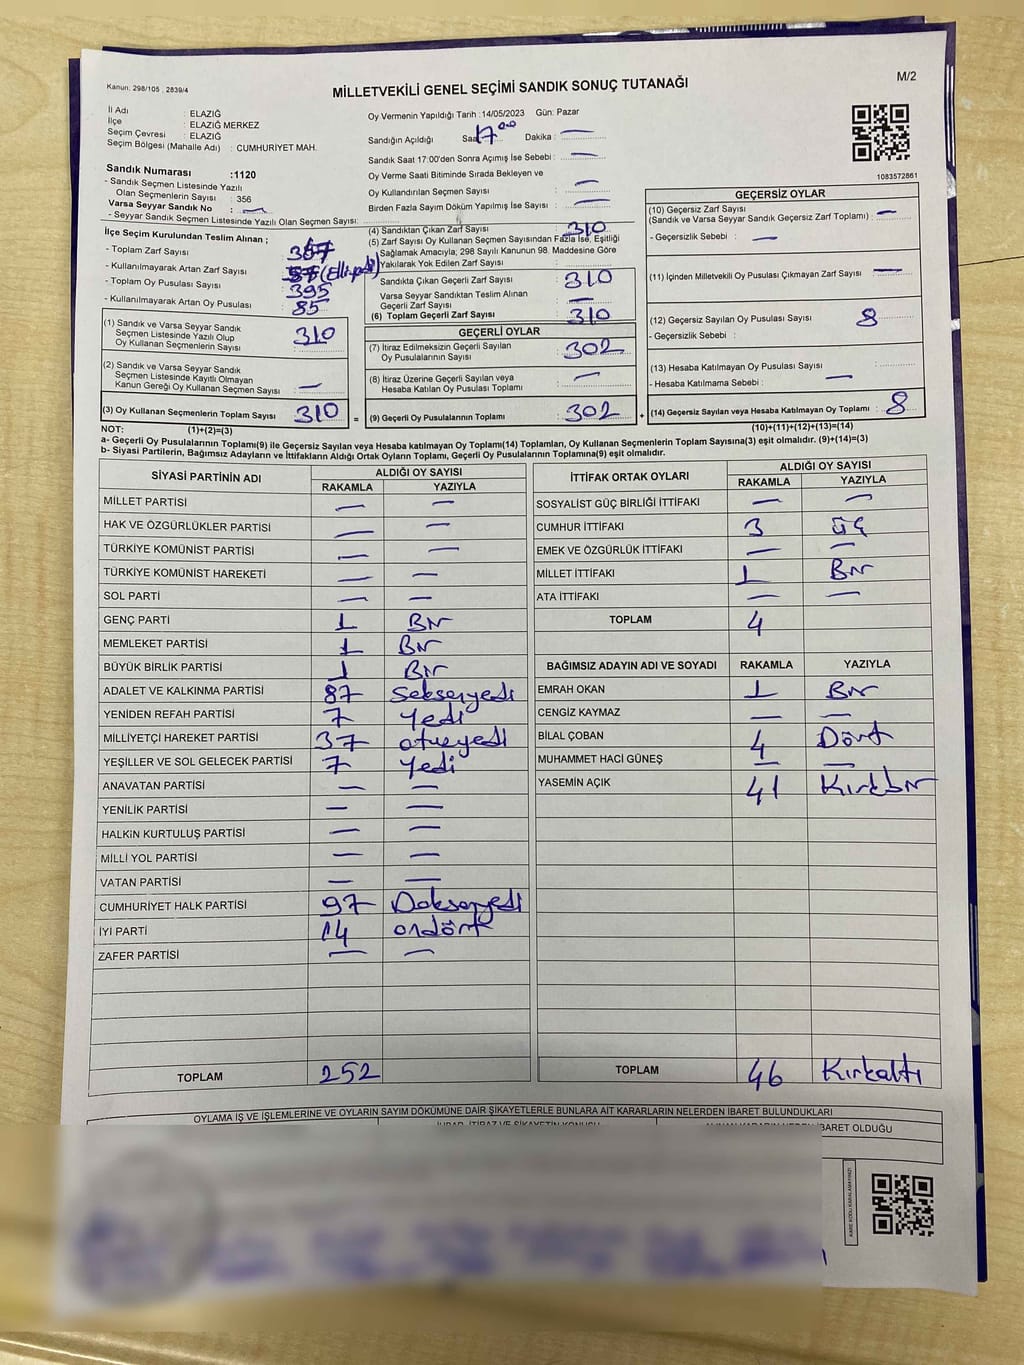 Kanun: 298/105 , 2839/4
MİLLETVEKİLİ GENEL SEÇİMİ SANDIK SONUÇ TUTANAĞI
M/2
İl Adı : ELAZIĞ
İlçe : ELAZIĞ MERKEZ
Seçim Çevresi : ELAZIĞ
Seçim Bölgesi (Mahalle Adı) : CUMHURİYET MAH.
Sandık Numarası :1120
- Sandık Seçmen Listesinde Yazılı
Olan Seçmenlerin Sayısı : 356
Varsa Seyyar Sandık No : —
- Seyyar Sandık Seçmen Listesinde Yazılı Olan Seçmen Sayısı:
Oy Vermenin Yapıldığı Tarih :14/05/2023 Gün: Pazar
Sandığın Açıldığı Saat 17 00 Dakika : —
Sandık Saat 17:00'den Sonra Açımış İse Sebebi : —
Oy Verme Saati Bitiminde Sırada Bekleyen ve
Oy Kullandırılan Seçmen Sayısı : —
Birden Fazla Sayım Döküm Yapılmış İse Sayısı : —
1083572861
İlçe Seçim Kurulundan Teslim Alınan ;
- Toplam Zarf Sayısı :
- Kullanılmayarak Artan Zarf Sayısı :
- Toplam Oy Pusulası Sayısı : 395
- Kullanılmayarak Artan Oy Pusulası : 85
(1) Sandık ve Varsa Seyyar Sandık
Seçmen Listesinde Yazılı Olup
Oy Kullanan Seçmenlerin Sayısı : 310
(2) Sandık ve Varsa Seyyar Sandık
Seçmen Listesinde Kayıtlı Olmayan
Kanun Gereği Oy Kullanan Seçmen Sayısı : —
(3) Oy Kullanan Seçmenlerin Toplam Sayısı : 310
(4) Sandıktan Çıkan Zarf Sayısı : 310
(5) Zarf Sayısı Oy Kullanan Seçmen Sayısından Fazla İse, Eşitliği
Sağlamak Amacıyla; 298 Sayılı Kanunun 98. Maddesine Göre
Yakılarak Yok Edilen Zarf Sayısı :
Sandıkta Çıkan Geçerli Zarf Sayısı : 310
Varsa Seyyar Sandıktan Teslim Alınan
Geçerli Zarf Sayısı : —
(6) Toplam Geçerli Zarf Sayısı : 310
GEÇERLİ OYLAR
(7) İtiraz Edilmeksizin Geçerli Sayılan
Oy Pusulalarının Sayısı : 302
(8) İtiraz Üzerine Geçerli Sayılan veya
Hesaba Katılan Oy Pusulaları Toplamı : —
= (9) Geçerli Oy Pusulalarının Toplamı : 302
GEÇERSİZ OYLAR
(10) Geçersiz Zarf Sayısı
(Sandık ve Varsa Seyyar Sandık Geçersiz Zarf Toplamı) : —
- Geçersizlik Sebebi : —
(11) İçinden Milletvekili Oy Pusulası Çıkmayan Zarf Sayısı : —
(12) Geçersiz Sayılan Oy Pusulası Sayısı : 8
- Geçersizlik Sebebi :
(13) Hesaba Katılmayan Oy Pusulası Sayısı :
- Hesaba Katılmama Sebebi : —
+ (14) Geçersiz Sayılan veya Hesaba Katılmayan Oy Toplamı : 8
NOT: (1)+(2)=(3)
(10)+(11)+(12)+(13)=(14)
a- Geçerli Oy Pusulalarının Toplamı(9) ile Geçersiz Sayılan veya Hesaba katılmayan Oy Toplamı(14) Toplamları, Oy Kullanan Seçmenlerin Toplam Sayısına(3) eşit olmalıdır. (9)+(14)=(3)
b- Siyasi Partilerin, Bağımsız Adayların ve İttifakların Aldığı Ortak Oyların Toplamı, Geçerli Oy Pusulalarının Toplamına(9) eşit olmalıdır.
SİYASİ PARTİNİN ADI ALDIĞI OY SAYISI
RAKAMLA YAZIYLA
MİLLET PARTİSİ — —
HAK VE ÖZGÜRLÜKLER PARTİSİ — —
TÜRKİYE KOMÜNİST PARTİSİ — —
TÜRKİYE KOMÜNİST HAREKETİ — —
SOL PARTİ — —
GENÇ PARTİ 1 Bir
MEMLEKET PARTİSİ 1 Bir
BÜYÜK BİRLİK PARTİSİ 1 Bir
ADALET VE KALKINMA PARTİSİ 87 Seksenyedi
YENİDEN REFAH PARTİSİ 7 Yedi
MİLLİYETÇİ HAREKET PARTİSİ 37 otuzyedi
YEŞİLLER VE SOL GELECEK PARTİSİ 7 Yedi
ANAVATAN PARTİSİ — —
YENİLİK PARTİSİ — —
HALKIN KURTULUŞ PARTİSİ — —
MİLLİ YOL PARTİSİ — —
VATAN PARTİSİ — —
CUMHURİYET HALK PARTİSİ 97 Doksanyedi
İYİ PARTİ 14 ondört
ZAFER PARTİSİ — —
TOPLAM 252
İTTİFAK ORTAK OYLARI ALDIĞI OY SAYISI
RAKAMLA YAZIYLA
SOSYALİST GÜÇ BİRLİĞİ İTTİFAKI — —
CUMHUR İTTİFAKI 3 üç
EMEK VE ÖZGÜRLÜK İTTİFAKI — —
MİLLET İTTİFAKI 1 Bir
ATA İTTİFAKI — —
TOPLAM 4
BAĞIMSIZ ADAYIN ADI VE SOYADI RAKAMLA YAZIYLA
EMRAH OKAN 1 Bir
CENGİZ KAYMAZ — —
BİLAL ÇOBAN 4 Dört
MUHAMMET HACİ GÜNEŞ — —
YASEMİN AÇIK 41 Kırkbir
TOPLAM 46 Kırkaltı
OYLAMA İŞ VE İŞLEMLERİNE VE OYLARIN SAYIM DÖKÜMÜNE DAİR ŞİKAYETLERLE BUNLARA AİT KARARLARIN NELERDEN İBARET BULUNDUKLARI